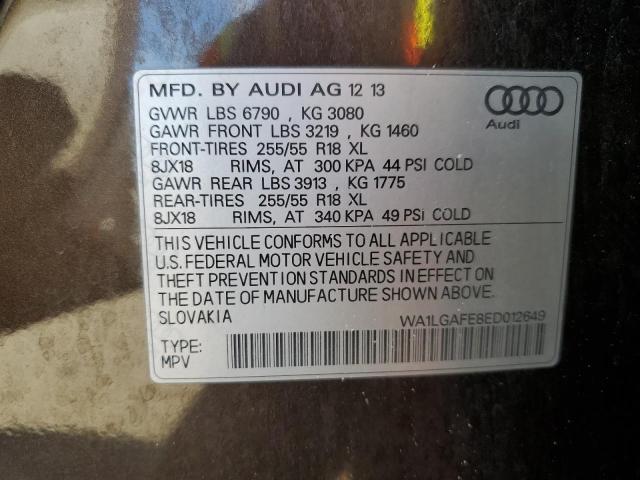 MFD. BY AUDI AG 12 13
Audi
GVWR LBS 6790 , KG 3080
GAWR FRONT LBS 3219 , KG 1460
FRONT-TIRES 255/55 R18 XL
8JX18 RIMS, AT 300 KPA 44 PSI COLD
GAWR REAR LBS 3913 , KG 1775
REAR-TIRES 255/55 R18 XL
8JX18 RIMS, AT 340 KPA 49 PSI COLD
THIS VEHICLE CONFORMS TO ALL APPLICABLE
U.S. FEDERAL MOTOR VEHICLE SAFETY AND
THEFT PREVENTION STANDARDS IN EFFECT ON
THE DATE OF MANUFACTURE SHOWN ABOVE.
SLOVAKIA WA1LGAFE8ED012649
TYPE:
MPV